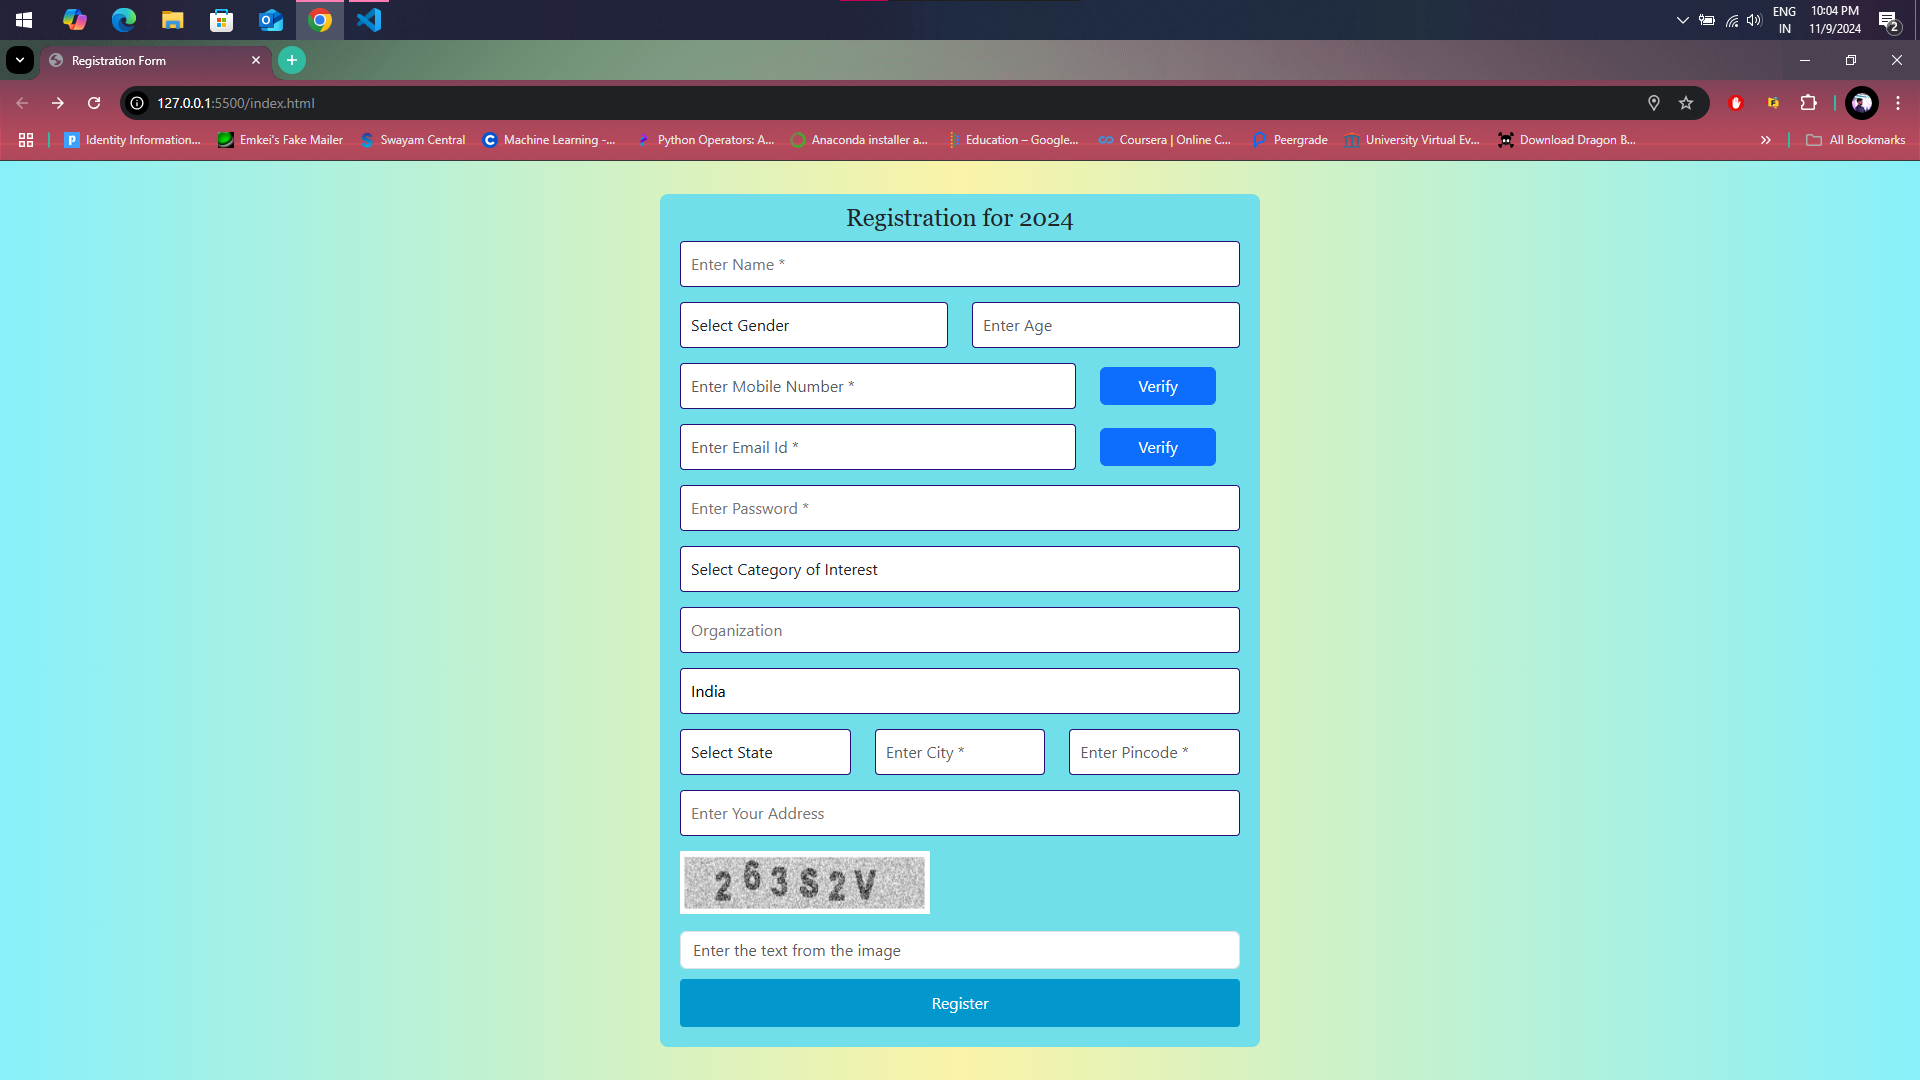 ENG
IN
10:04 PM
11/9/2024
2
Registration Form
127.0.0.1:5500/index.html
Identity Information...
Emkei's Fake Mailer
Swayam Central
Machine Learning -...
Python Operators: A...
Anaconda installer a...
Education – Google...
Coursera | Online C...
Peergrade
University Virtual Ev...
Download Dragon B...
All Bookmarks
Registration for 2024
Enter Name *
Select Gender
Enter Age
Enter Mobile Number *
Verify
Enter Email Id *
Verify
Enter Password *
Select Category of Interest
Organization
India
Select State
Enter City *
Enter Pincode *
Enter Your Address
263S2V
Enter the text from the image
Register